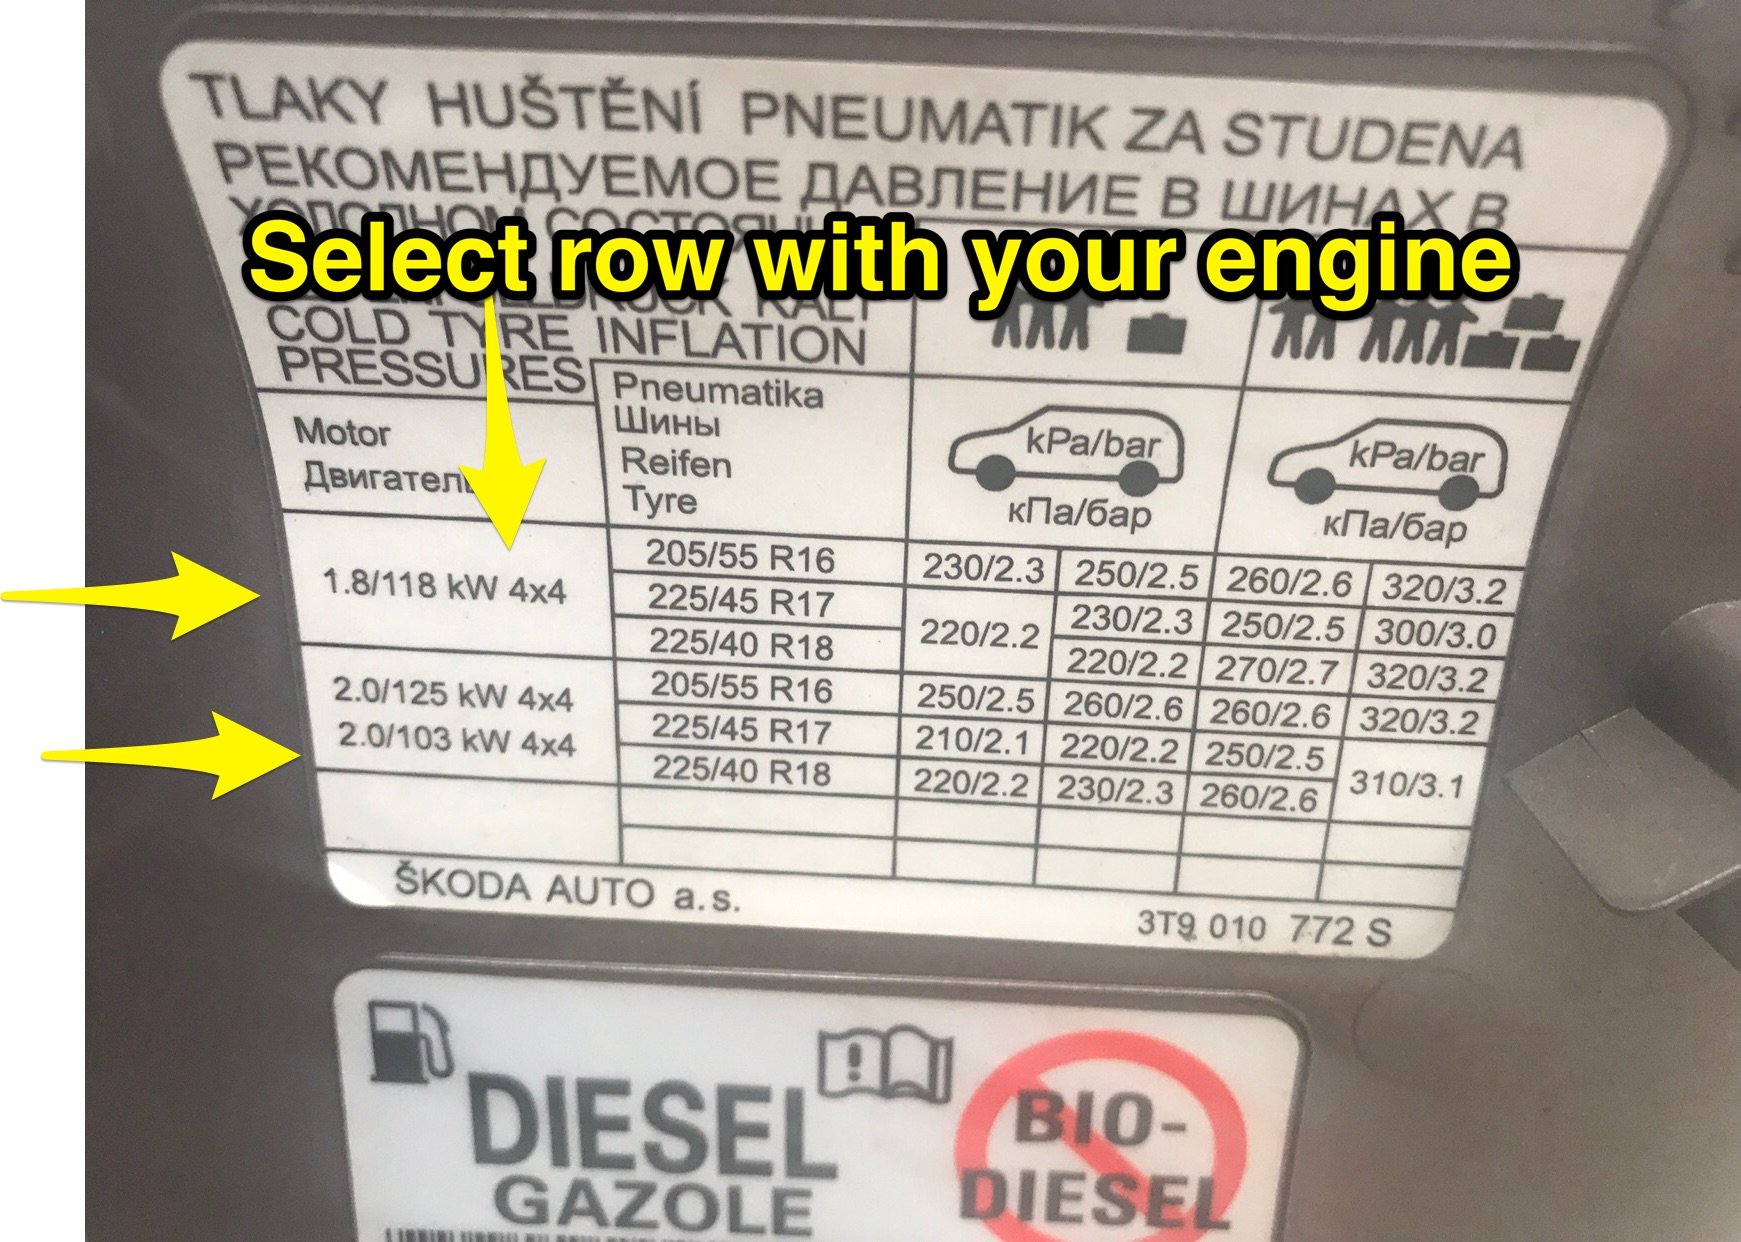 TLAKY HUŠTĚNÍ PNEUMATIK ZA STUDENA
РЕКОМЕНДУЕМОЕ ДАВЛЕНИЕ В ШИНАХ В
ХОЛОДНОМ
Select row with your engine
KALT
COLD TYRE INFLATION
PRESSURES
Motor
Двигатель
Pneumatika
Шины
Reifen
Tyre
kPa/bar
кПа/бар
kPa/bar
кПа/бар
1.8/118 kW 4x4
205/55 R16 230/2.3 250/2.5 260/2.6 320/3.2
225/45 R17 220/2.2 230/2.3 250/2.5 300/3.0
225/40 R18 220/2.2 270/2.7 320/3.2
2.0/125 kW 4x4
2.0/103 kW 4x4
205/55 R16 250/2.5 260/2.6 260/2.6 320/3.2
225/45 R17 210/2.1 220/2.2 250/2.5 310/3.1
225/40 R18 220/2.2 230/2.3 260/2.6
ŠKODA AUTO a.s.
3T9 010 772 S
DIESEL
GAZOLE
BIO-
DIESEL